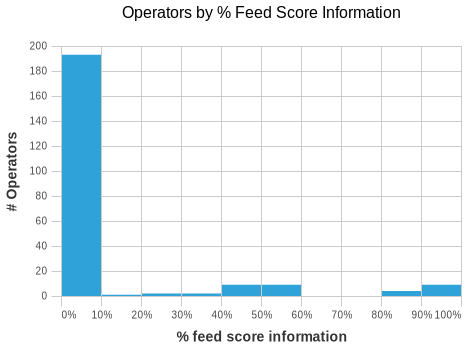 Operators by % Feed Score Information
200
180
160
140
120
100
80
60
40
20
0
# Operators
0% 10% 20% 30% 40% 50% 60% 70% 80% 90% 100%
% feed score information